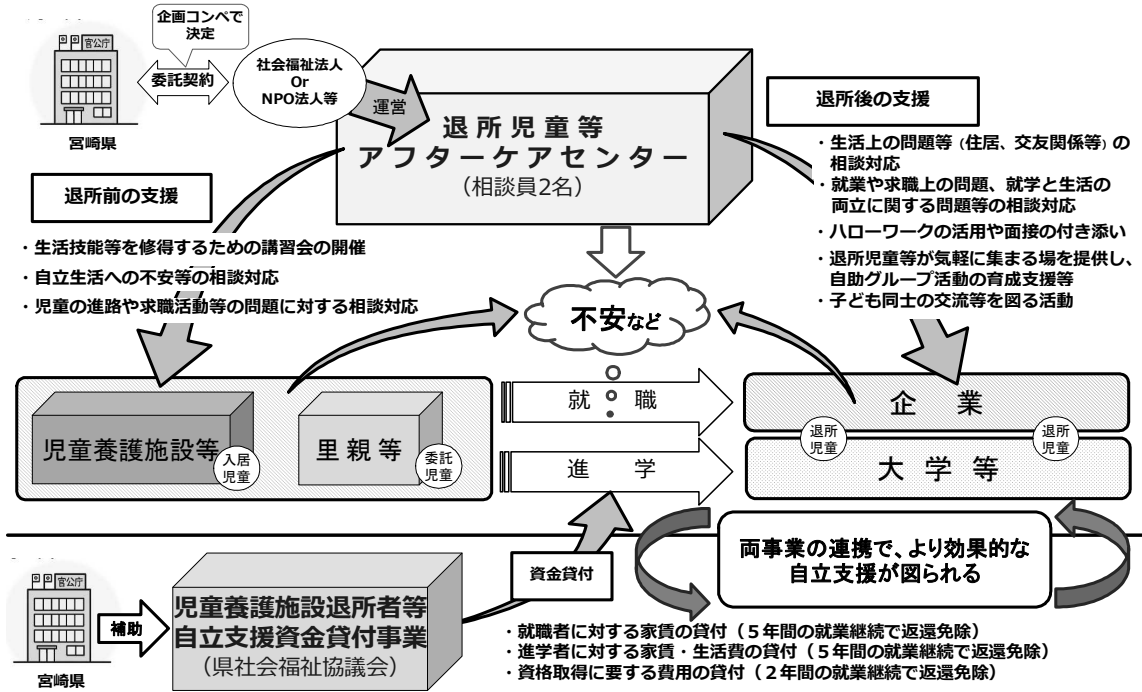 企画コンペで
決定
官公庁
委託契約
宮崎県
社会福祉法人
Or
NPO法人等
運営
退所児童等
アフターケアセンター
（相談員2名）
退所後の支援
・生活上の問題等（住居、交友関係等）の
相談対応
・就業や求職上の問題、就学と生活の
両立に関する問題等の相談対応
・ハローワークの活用や面接の付き添い
・退所児童等が気軽に集まる場を提供し、
自助グループ活動の育成支援等
・子ども同士の交流等を図る活動
退所前の支援
・生活技能等を修得するための講習会の開催
・自立生活への不安等の相談対応
・児童の進路や求職活動等の問題に対する相談対応
不安など
児童養護施設等
入居
児童
里親等
委託
児童
就職
進学
企業
退所
児童
退所
児童
大学等
両事業の連携で、より効果的な
自立支援が図られる
官公庁
宮崎県
補助
児童養護施設退所者等
自立支援資金貸付事業
（県社会福祉協議会）
資金貸付
・就職者に対する家賃の貸付（５年間の就業継続で返還免除）
・進学者に対する家賃・生活費の貸付（５年間の就業継続で返還免除）
・資格取得に要する費用の貸付（２年間の就業継続で返還免除）